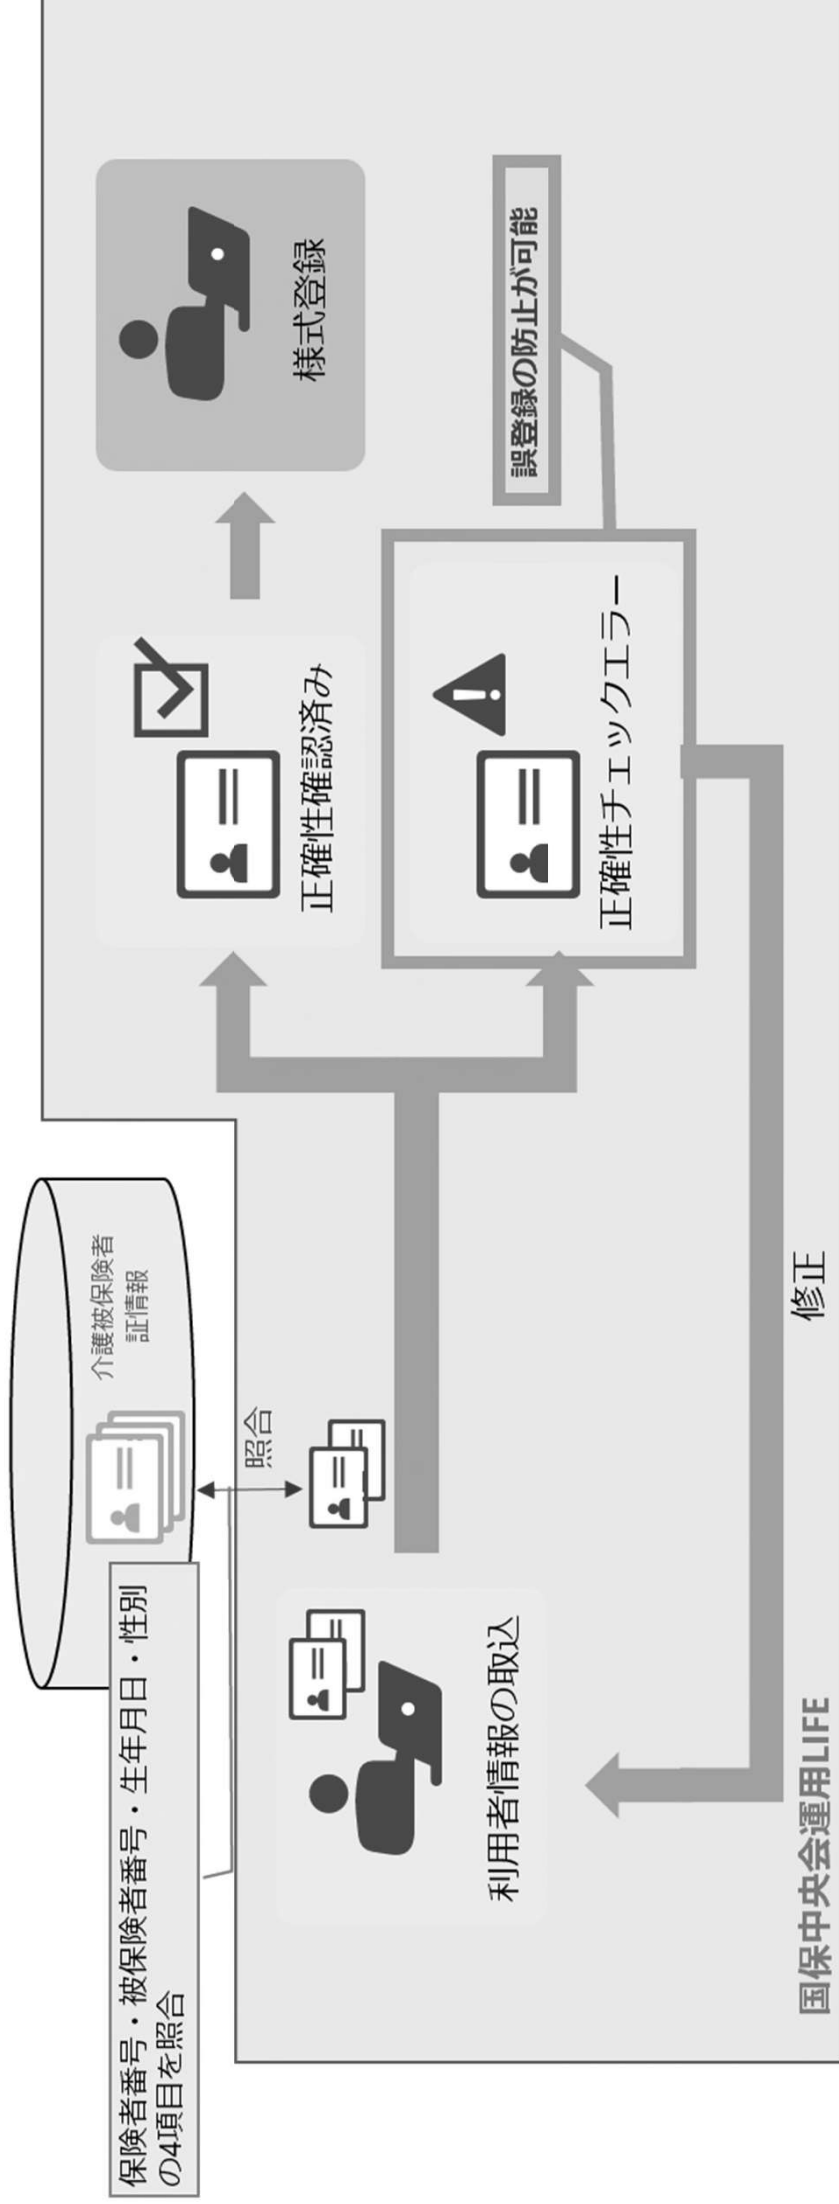 保険者番号・被保険者番号・生年月日・性別
の4項目を照合
介護被保険者
証情報
照合
利用者情報の取込
正確性確認済み
様式登録
正確性チェックエラー
誤登録の防止が可能
修正
国保中央会運用LIFE